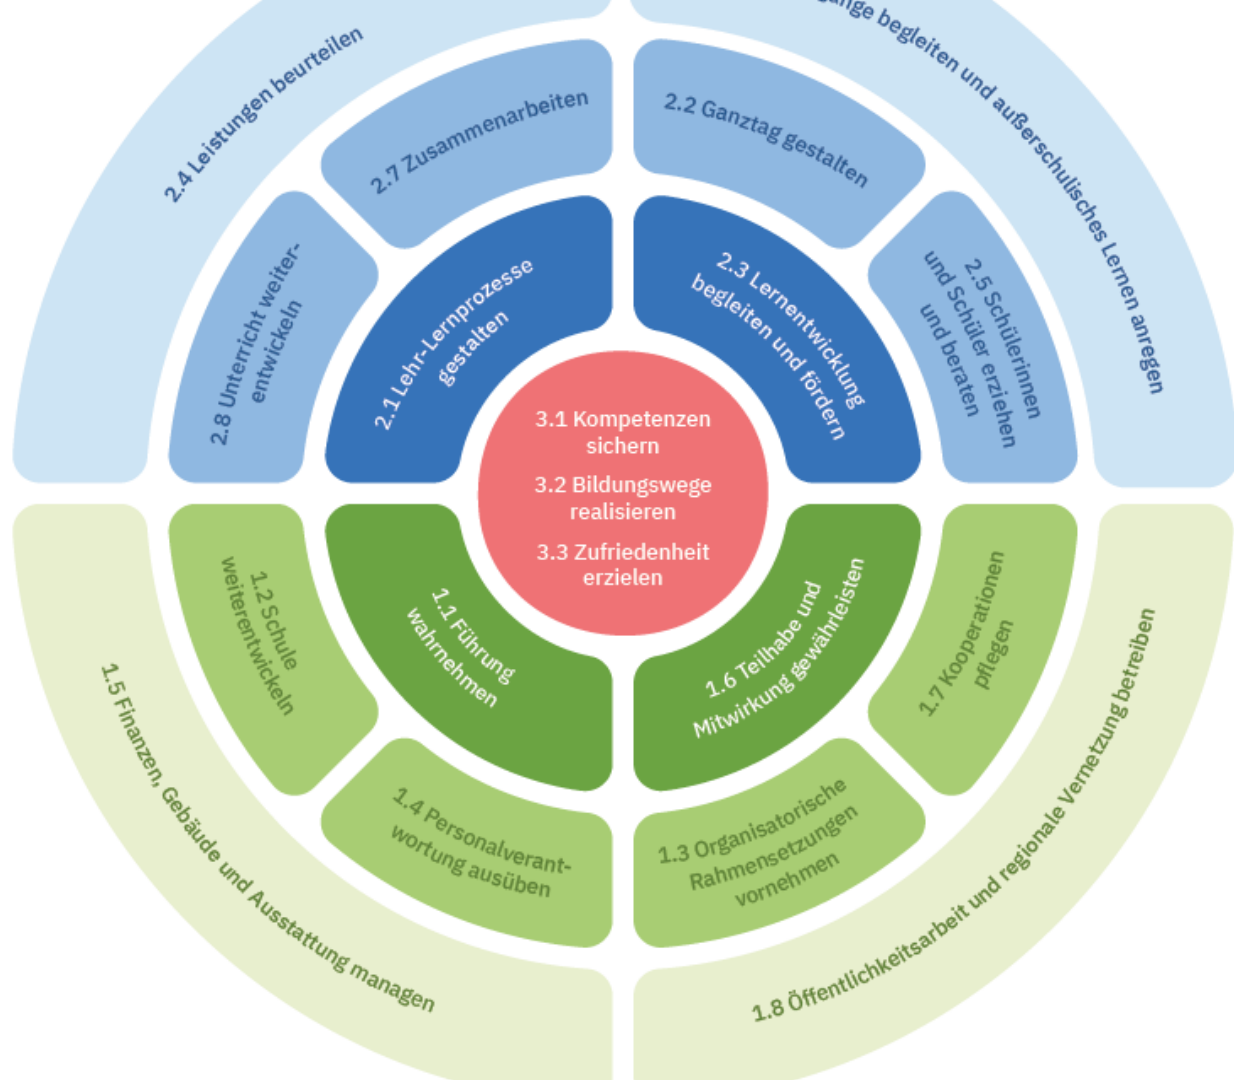 begleiten und außerschulisches Lernen anregen
2.4 Leistungen beurteilen
2.7 Zusammenarbeiten
2.2 Ganztag gestalten
2.8 Unterricht weiter-
entwickeln
2.5 Schülerinnen
und Schüler erziehen
und beraten
2.1 Lehr-Lernprozesse
gestalten
2.3 Lernentwicklung
begleiten und fördern
3.1 Kompetenzen
sichern
3.2 Bildungswege
realisieren
3.3 Zufriedenheit
erzielen
1.1 Führung
wahrnehmen
1.6 Teilhabe und
Mitwirkung gewährleisten
1.2 Schule
weiterentwickeln
1.7 Kooperationen
pflegen
1.4 Personalverant-
wortung ausüben
1.3 Organisatorische
Rahmensetzungen
vornehmen
1.5 Finanzen, Gebäude und Ausstattung managen
1.8 Öffentlichkeitsarbeit und regionale Vernetzung betreiben